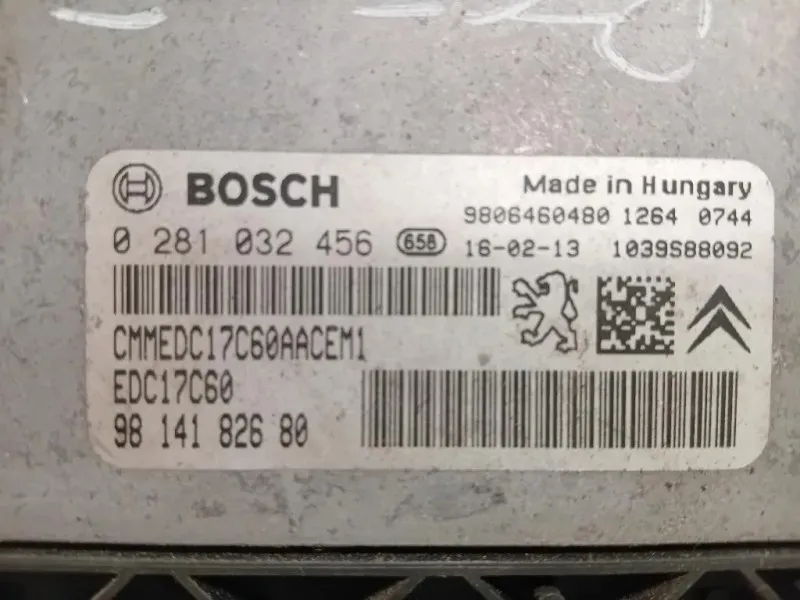 BOSCH
Made in Hungary
9806460480 1264 0744
0 281 032 456 658 16-02-13 1039S88092
CMMEDC17C60AACEM1
EDC17C60
98 141 826 80